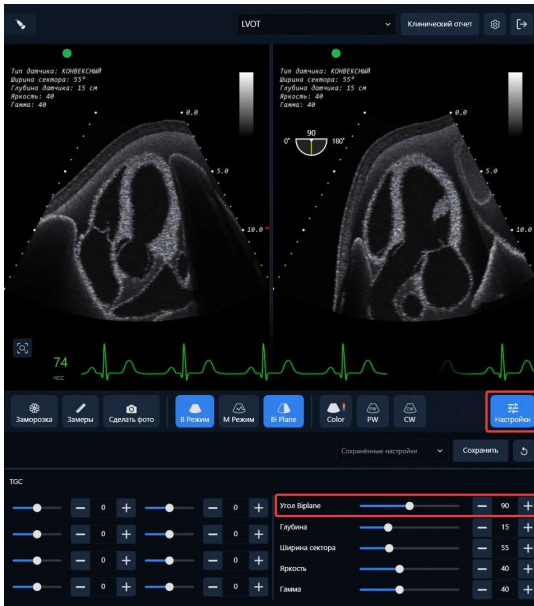 LVOT
Клинический отчет
Тип датчика: КОНВЕКСНЫЙ
Ширина сектора: 55°
Глубина датчика: 15 см
Яркость: 40
Гамма: 40
0.0
5.0
10.0
Тип датчика: КОНВЕКСНЫЙ
Ширина сектора: 55°
Глубина датчика: 15 см
Яркость: 40
Гамма: 40
0.0
90
0° 180°
5.0
10.0
74
ЧСС
Заморозка
Замеры
Сделать фото
B Режим
M Режим
Bi Plane
Color
PW
CW
Настройки
Сохранённые настройки
Сохранить
TGC
0 0
0 0
0 0
0 0
Угол Biplane 90
Глубина 15
Ширина сектора 55
Яркость 40
Гамма 40